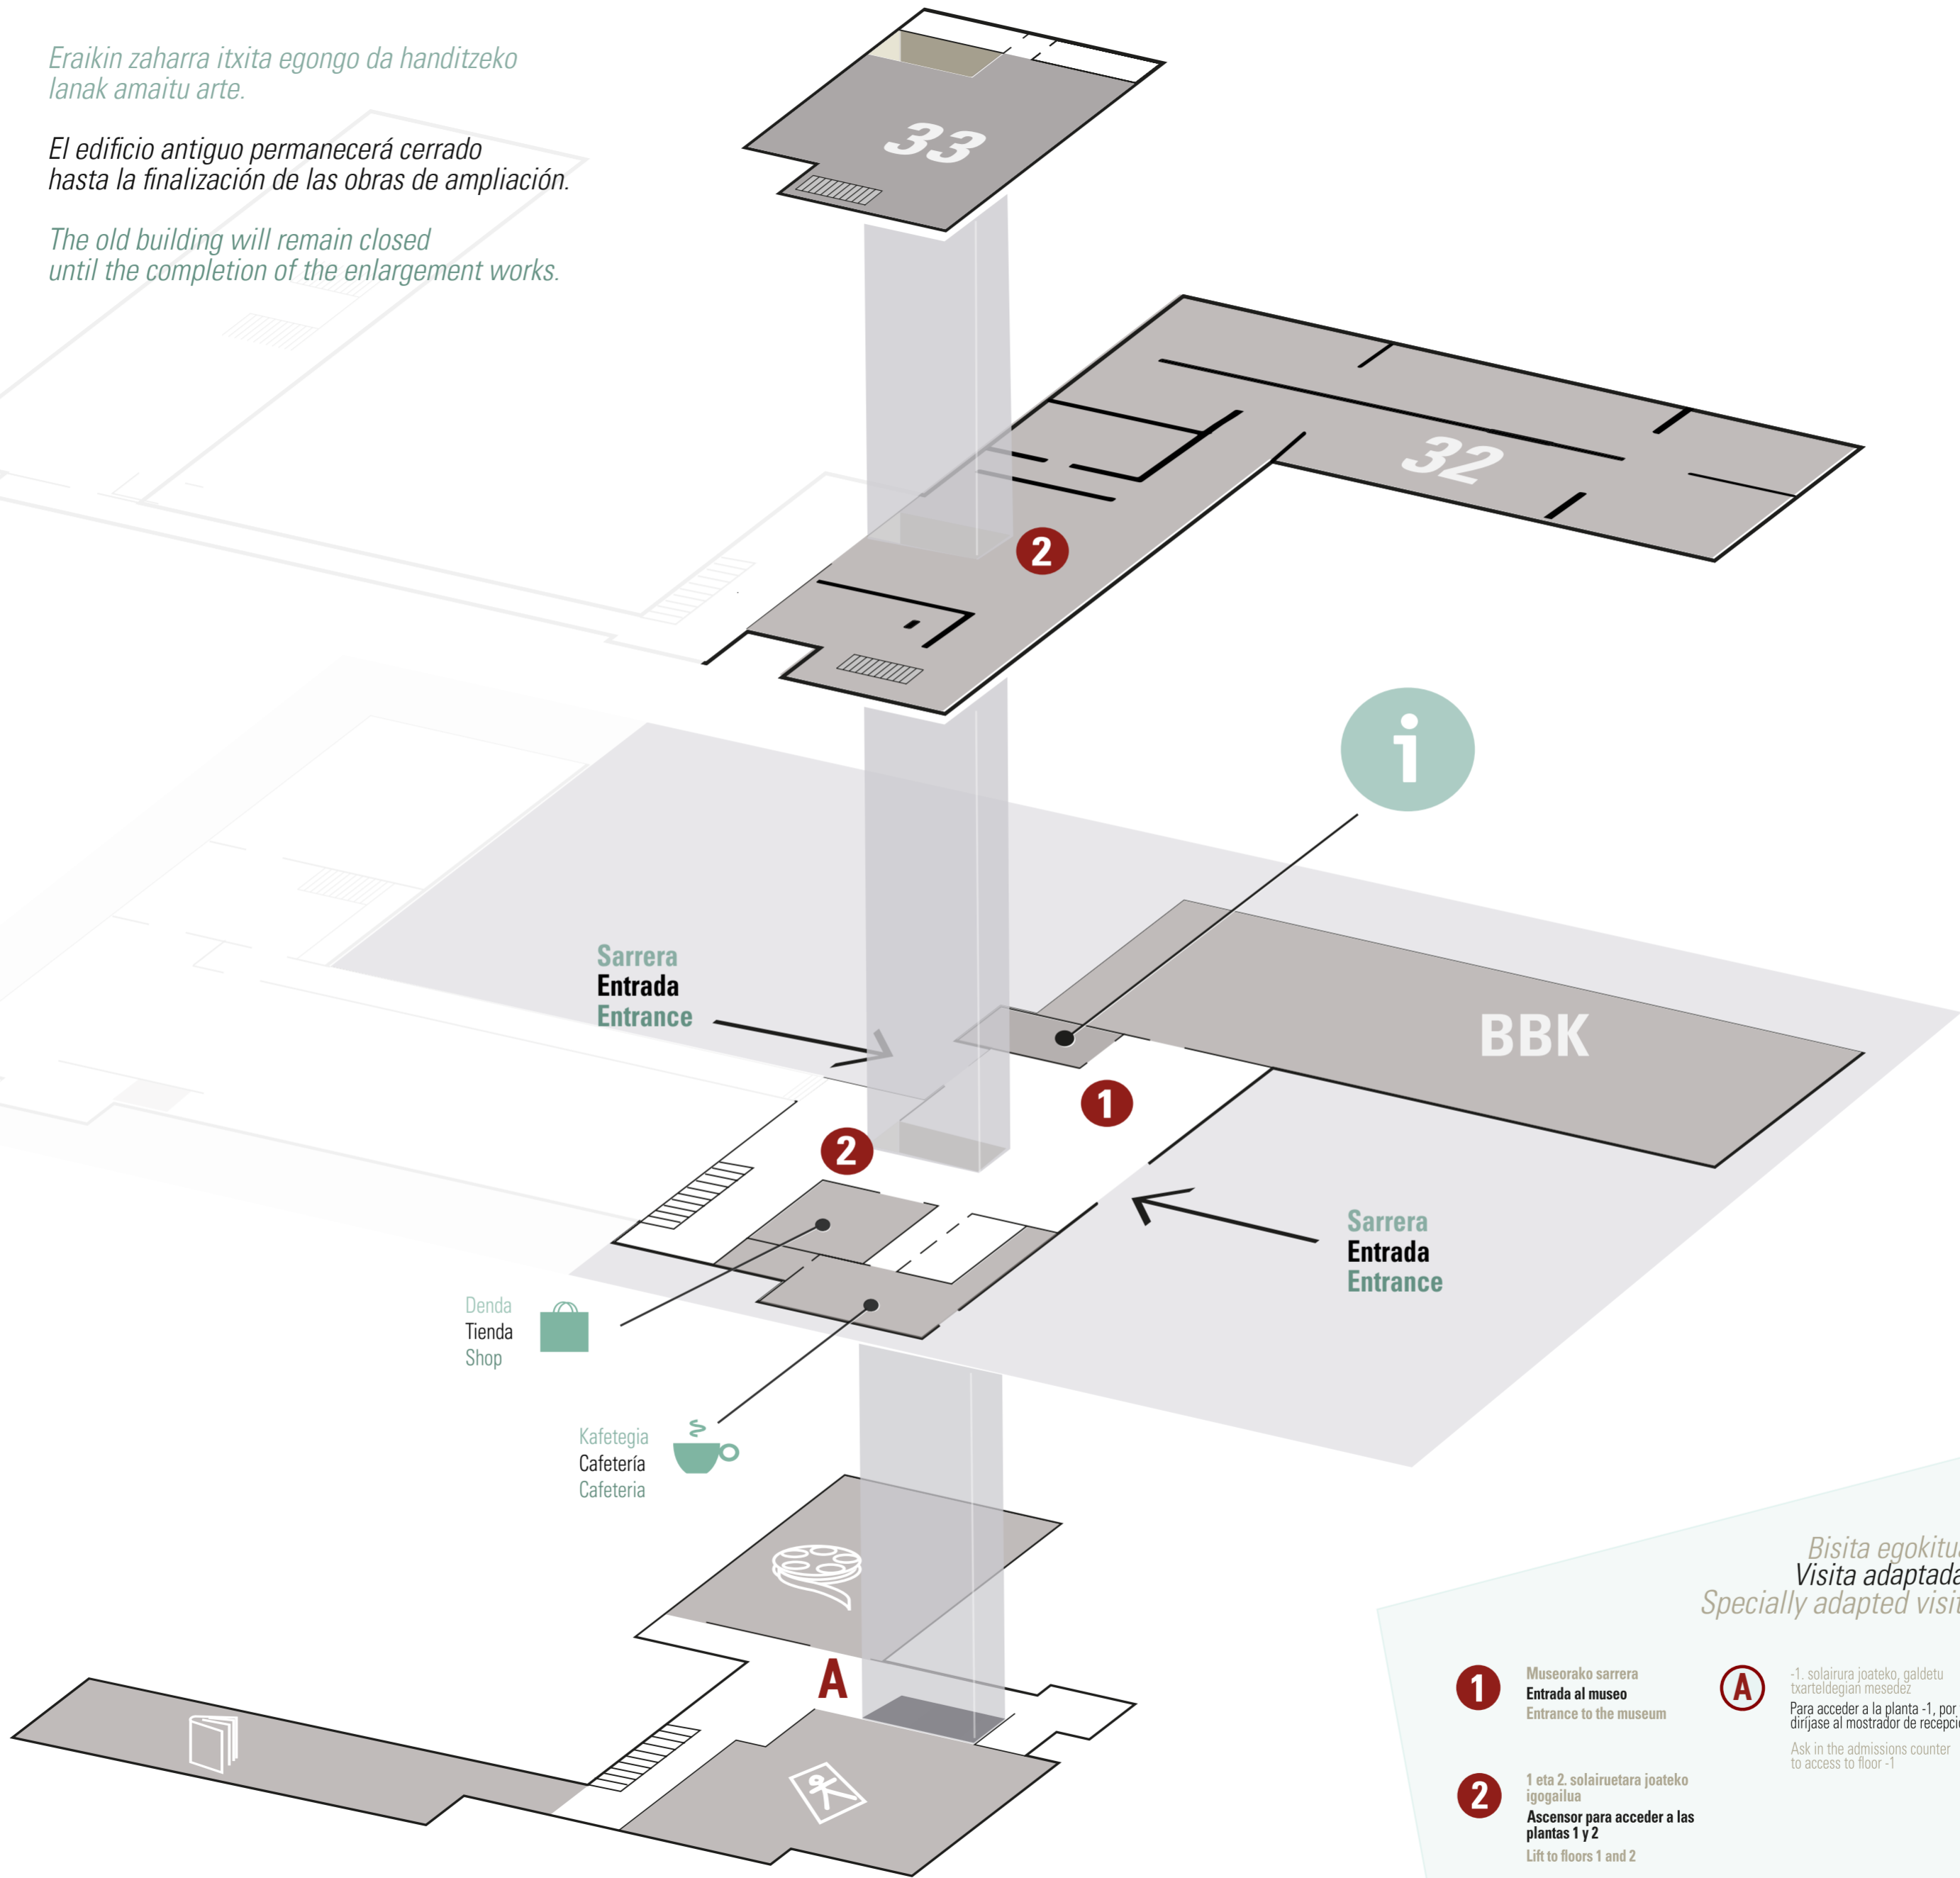 Eraikin zaharra itxita egongo da handitzeko
lanak amaitu arte.
El edificio antiguo permanecerá cerrado
hasta la finalización de las obras de ampliación.
The old building will remain closed
until the completion of the enlargement works.
33
32
2
i
Sarrera
Entrada
Entrance
BBK
1
2
Sarrera
Entrada
Entrance
Denda
Tienda
Shop
Kafetegia
Cafetería
Cafeteria
A
Bisita egokitua
Visita adaptada
Specially adapted visit
1
Museorako sarrera
Entrada al museo
Entrance to the museum
2
1 eta 2. solairuetara joateko
igogailua
Ascensor para acceder a las
plantas 1 y 2
Lift to floors 1 and 2
A
-1. solairura joateko, galdetu
txarteldegian mesedez
Para acceder a la planta -1, por
diríjase al mostrador de
Ask in the admissions counter
to access to floor -1